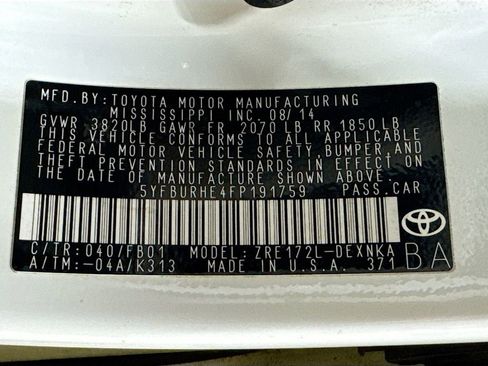 MFD. BY: TOYOTA MOTOR MANUFACTURING
MISSISSIPPI INC. 08/14
GVWR 3820LB GAWR FR 2070 LB, RR 1850 LB
THIS VEHICLE CONFORMS TO ALL APPLICABLE
FEDERAL MOTOR VEHICLE SAFETY, BUMPER, AND
THEFT PREVENTION STANDARDS IN EFFECT ON
THE DATE OF MANUFACTURE SHOWN ABOVE.
5YFBURHE4FP191759 PASS. CAR
C/TR: 040/FB01 MODEL: ZRE172L-DEXNKA
A/TM: -04A/K313 MADE IN U.S.A. 371 BA